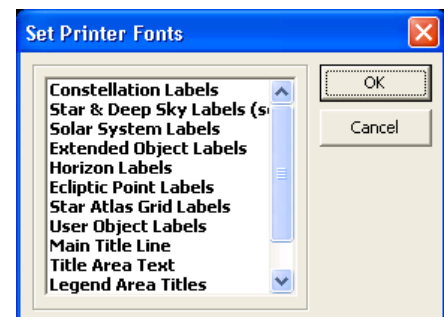 Set Printer Fonts
Constellation Labels
Star & Deep Sky Labels
Solar System Labels
Extended Object Labels
Horizon Labels
Ecliptic Point Labels
Star Atlas Grid Labels
User Object Labels
Main Title Line
Title Area Text
Legend Area Titles
OK
Cancel